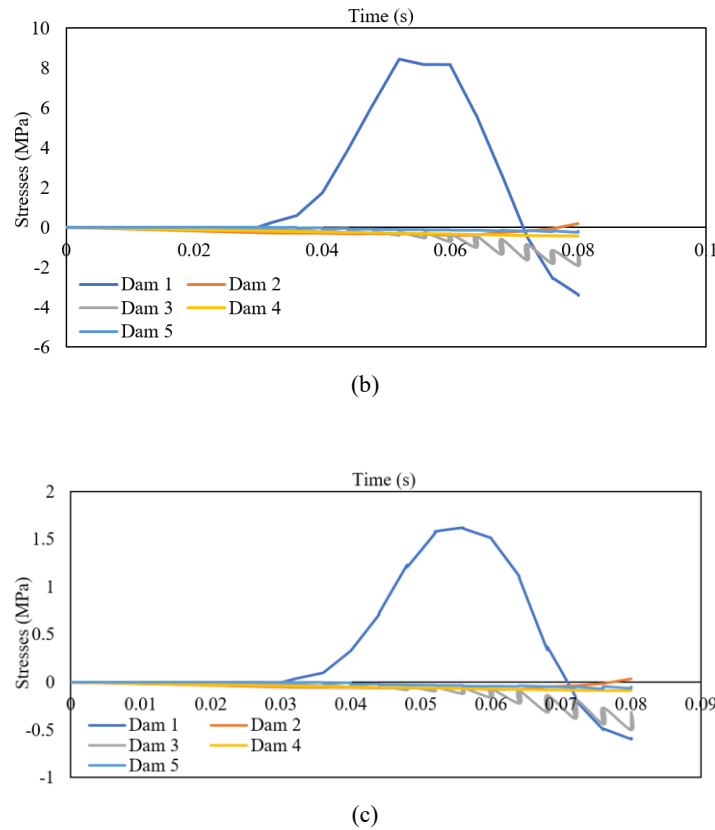 Time (s)
10
8
6
4
2
0
-2
-4
-6
Stresses (MPa)
0 0.02 0.04 0.06 0.08 0.1
Dam 1 Dam 2
Dam 3 Dam 4
Dam 5
(b)
Time (s)
2
1.5
1
0.5
0
-0.5
-1
Stresses (MPa)
0 0.01 0.02 0.03 0.04 0.05 0.06 0.07 0.08 0.09
Dam 1 Dam 2
Dam 3 Dam 4
Dam 5
(c)